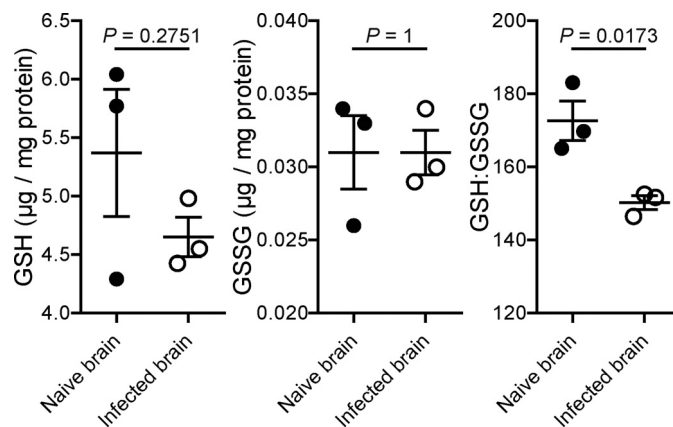 P = 0.2751
GSH (µg / mg protein)
6.5
6.0
5.5
5.0
4.5
4.0
Naive brain
Infected brain
P = 1
GSSG (µg / mg protein)
0.040
0.035
0.030
0.025
0.020
Naive brain
Infected brain
P = 0.0173
GSH:GSSG
200
180
160
140
120
Naive brain
Infected brain